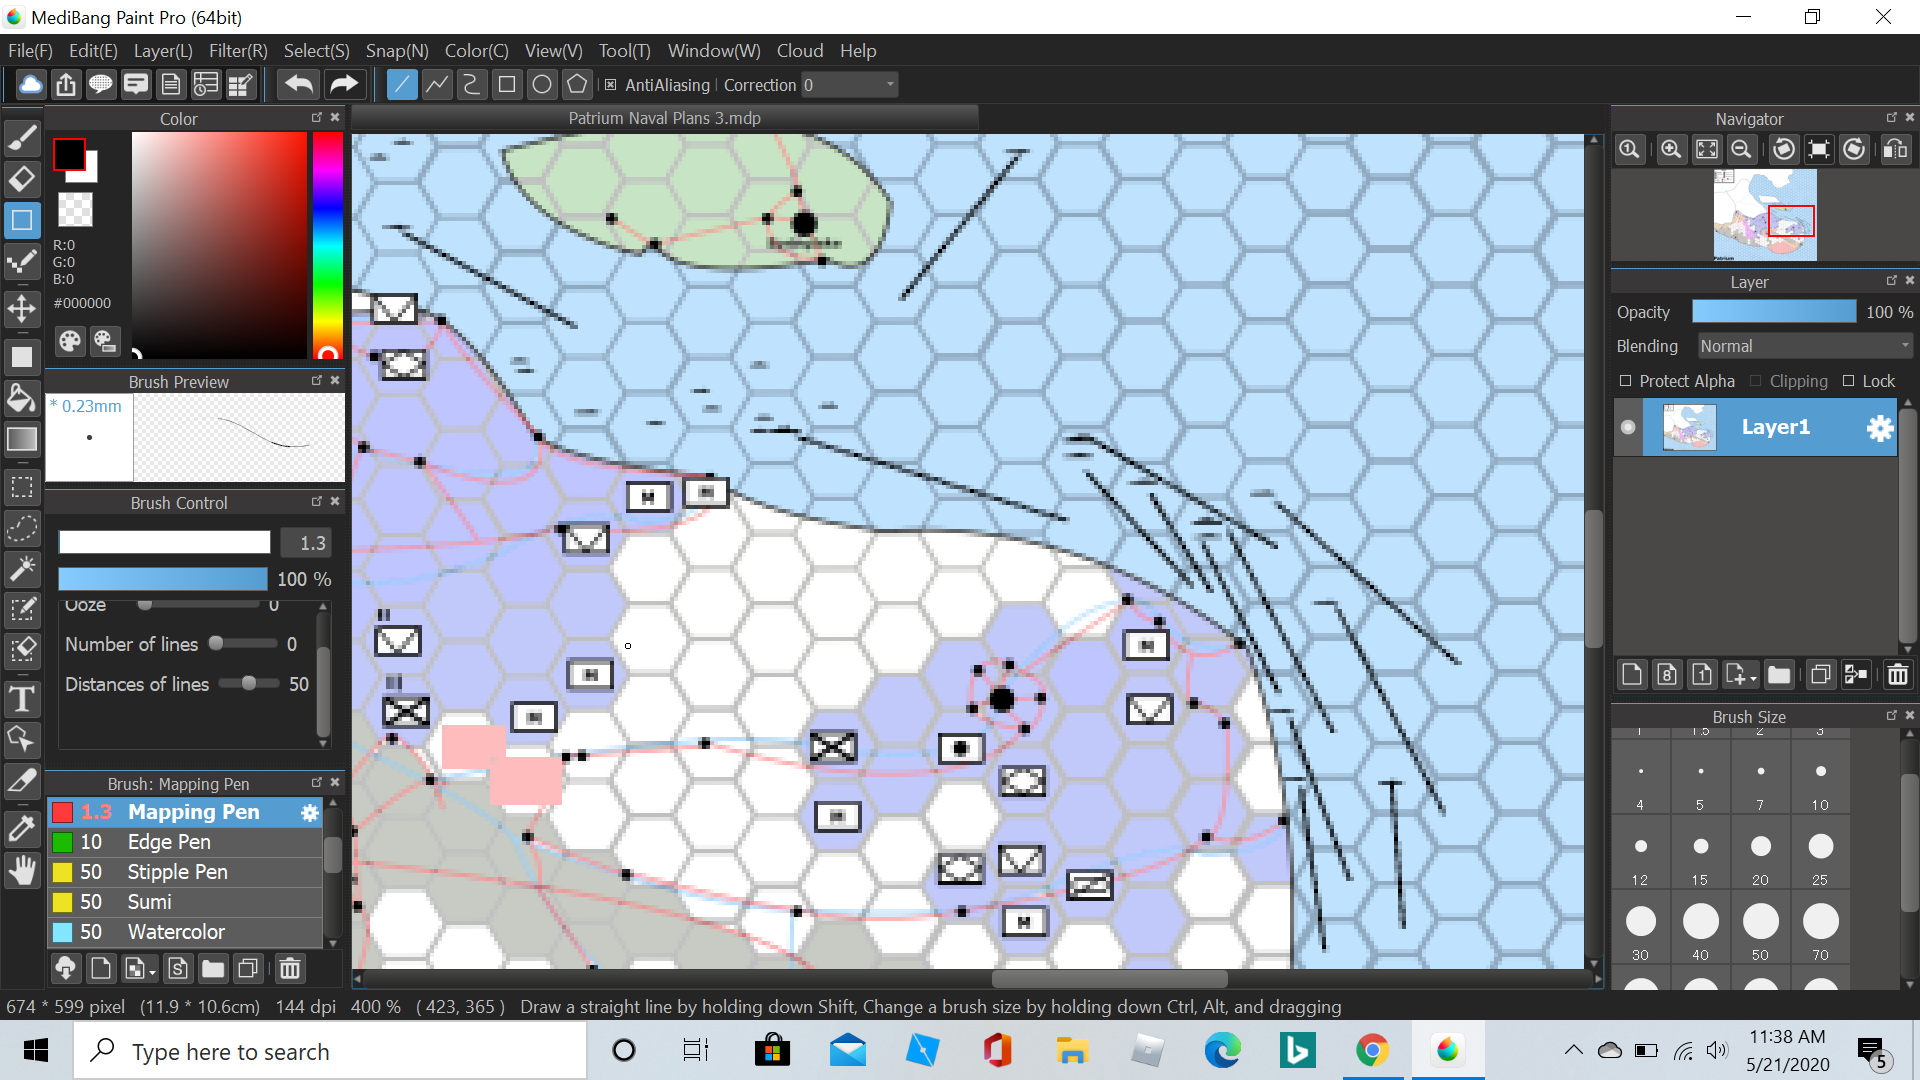 MediBang Paint Pro (64bit)
File(F) Edit(E) Layer(L) Filter(R) Select(S) Snap(N) Color(C) View(V) Tool(T) Window(W) Cloud Help
AntiAliasing Correction 0
Color
Patrium Naval Plans 3.mdp
Navigator
R:0
G:0
B:0
#000000
Layer
Opacity 100 %
Blending Normal
Protect Alpha Clipping Lock
Layer1
Brush Preview
* 0.23mm
Brush Control
1.3
100 %
Ooze 0
Number of lines 0
Distances of lines 50
Brush: Mapping Pen
1.3 Mapping Pen
10 Edge Pen
50 Stipple Pen
50 Sumi
50 Watercolor
Brush Size
1 1.5 2 3
4 5 7 10
12 15 20 25
30 40 50 70
674 * 599 pixel (11.9 * 10.6cm) 144 dpi 400 % ( 423, 365 ) Draw a straight line by holding down Shift, Change a brush size by holding down Ctrl, Alt, and dragging
Type here to search
11:38 AM
5/21/2020
5